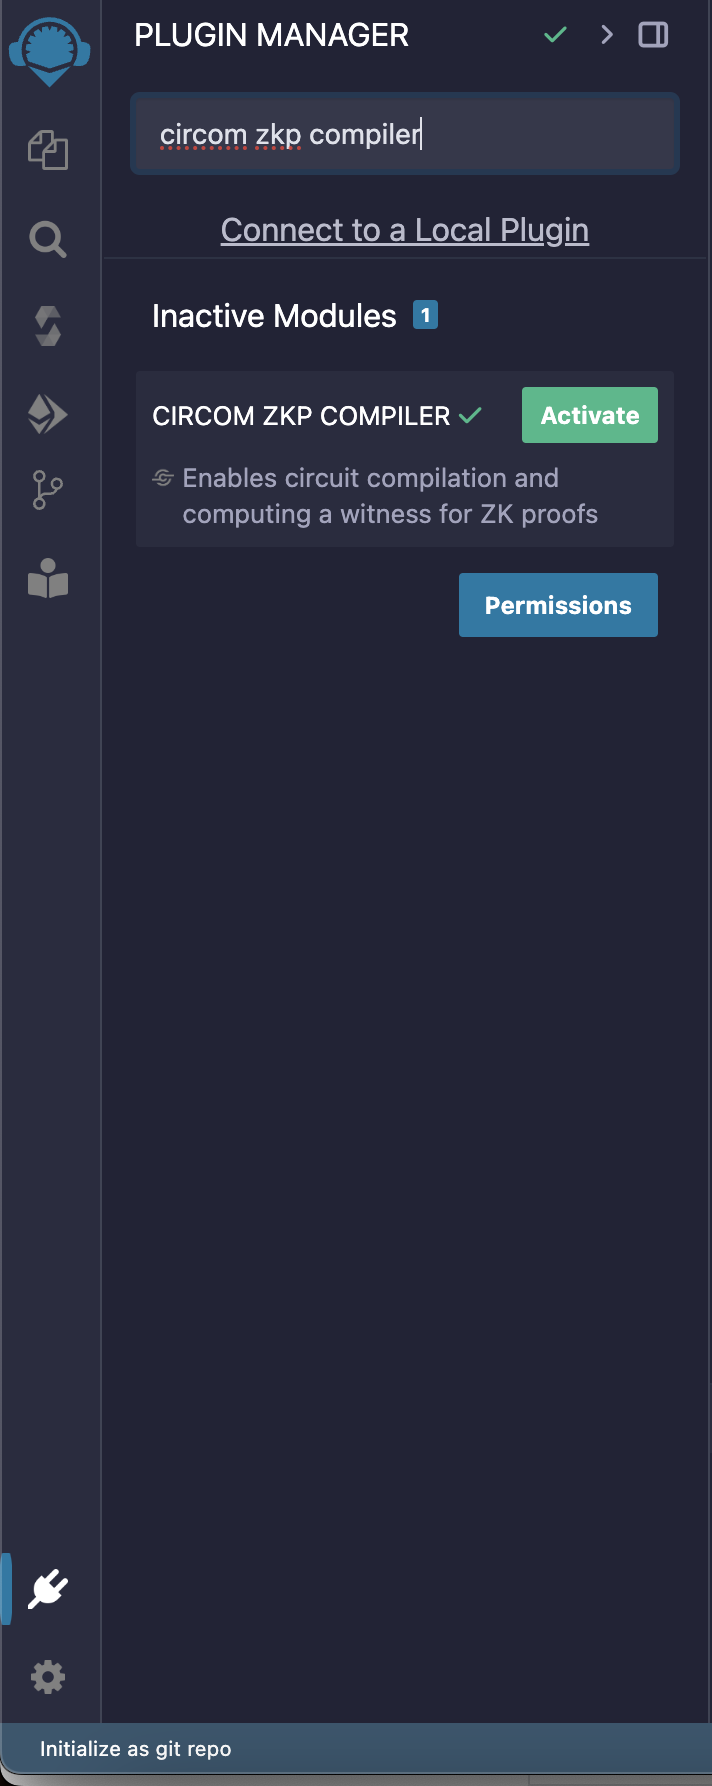 PLUGIN MANAGER
circom zkp compiler
Connect to a Local Plugin
Inactive Modules 1
CIRCOM ZKP COMPILER Activate
Enables circuit compilation and
computing a witness for ZK proofs
Permissions
Initialize as git repo